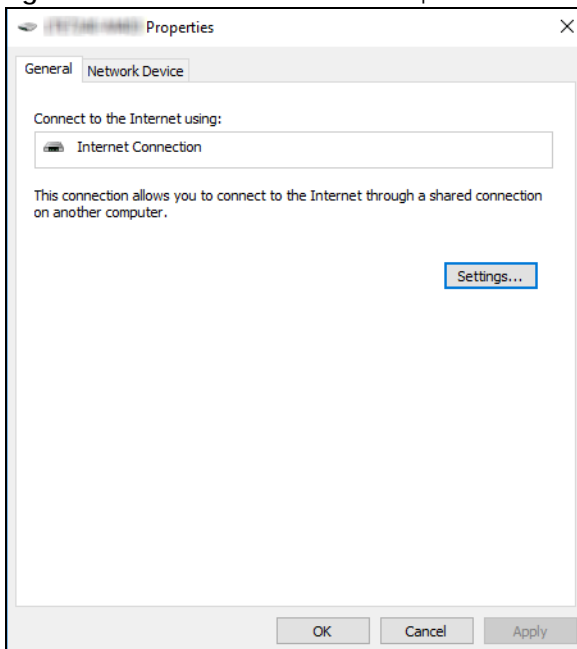 Properties
General Network Device
Connect to the Internet using:
Internet Connection
This connection allows you to connect to the Internet through a shared connection
on another computer.
Settings...
OK Cancel Apply